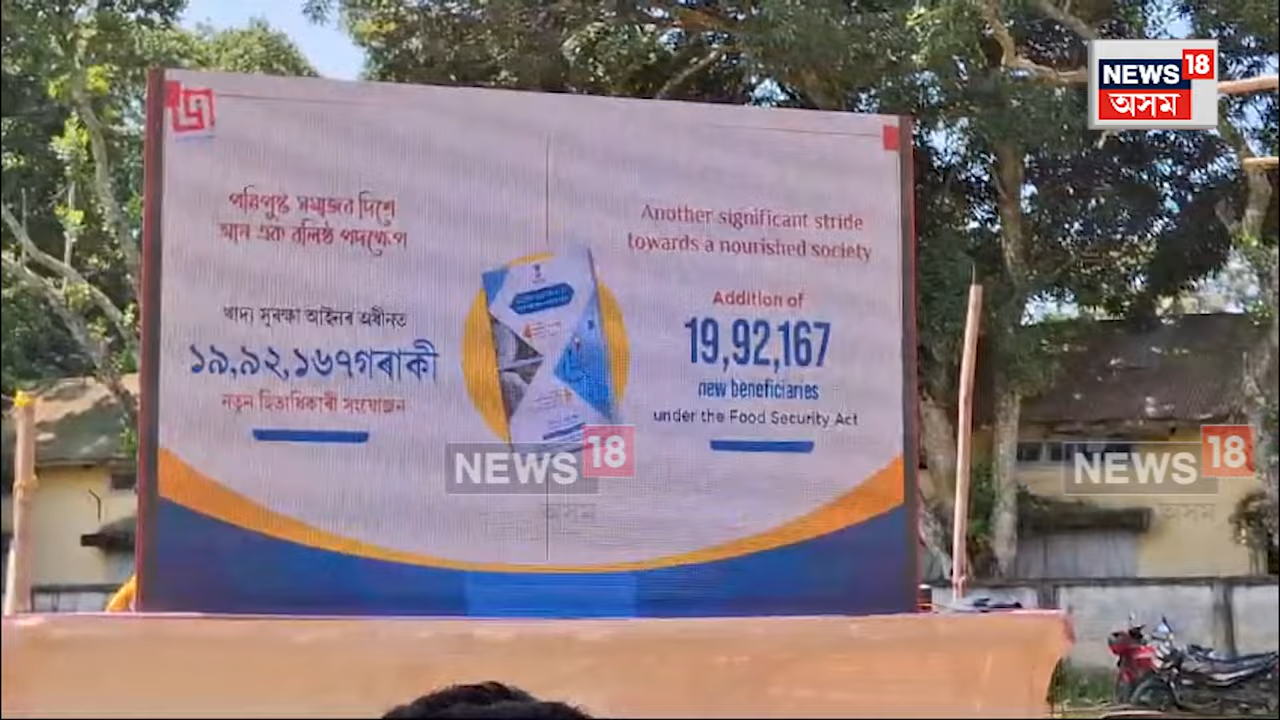 NEWS 18
অসম
পৰিপুষ্ট সমাজৰ দিশে
আন এক বলিষ্ঠ পদক্ষেপ
খাদ্য সুৰক্ষা আইনৰ অধীনত
১৯,৯২,১৬৭গৰাকী
নতুন হিতাধিকাৰী সংযোজন
Another significant stride
towards a nourished society
Addition of
19,92,167
new beneficiaries
under the Food Security Act
NEWS 18
অসম
NEWS 18
অসম